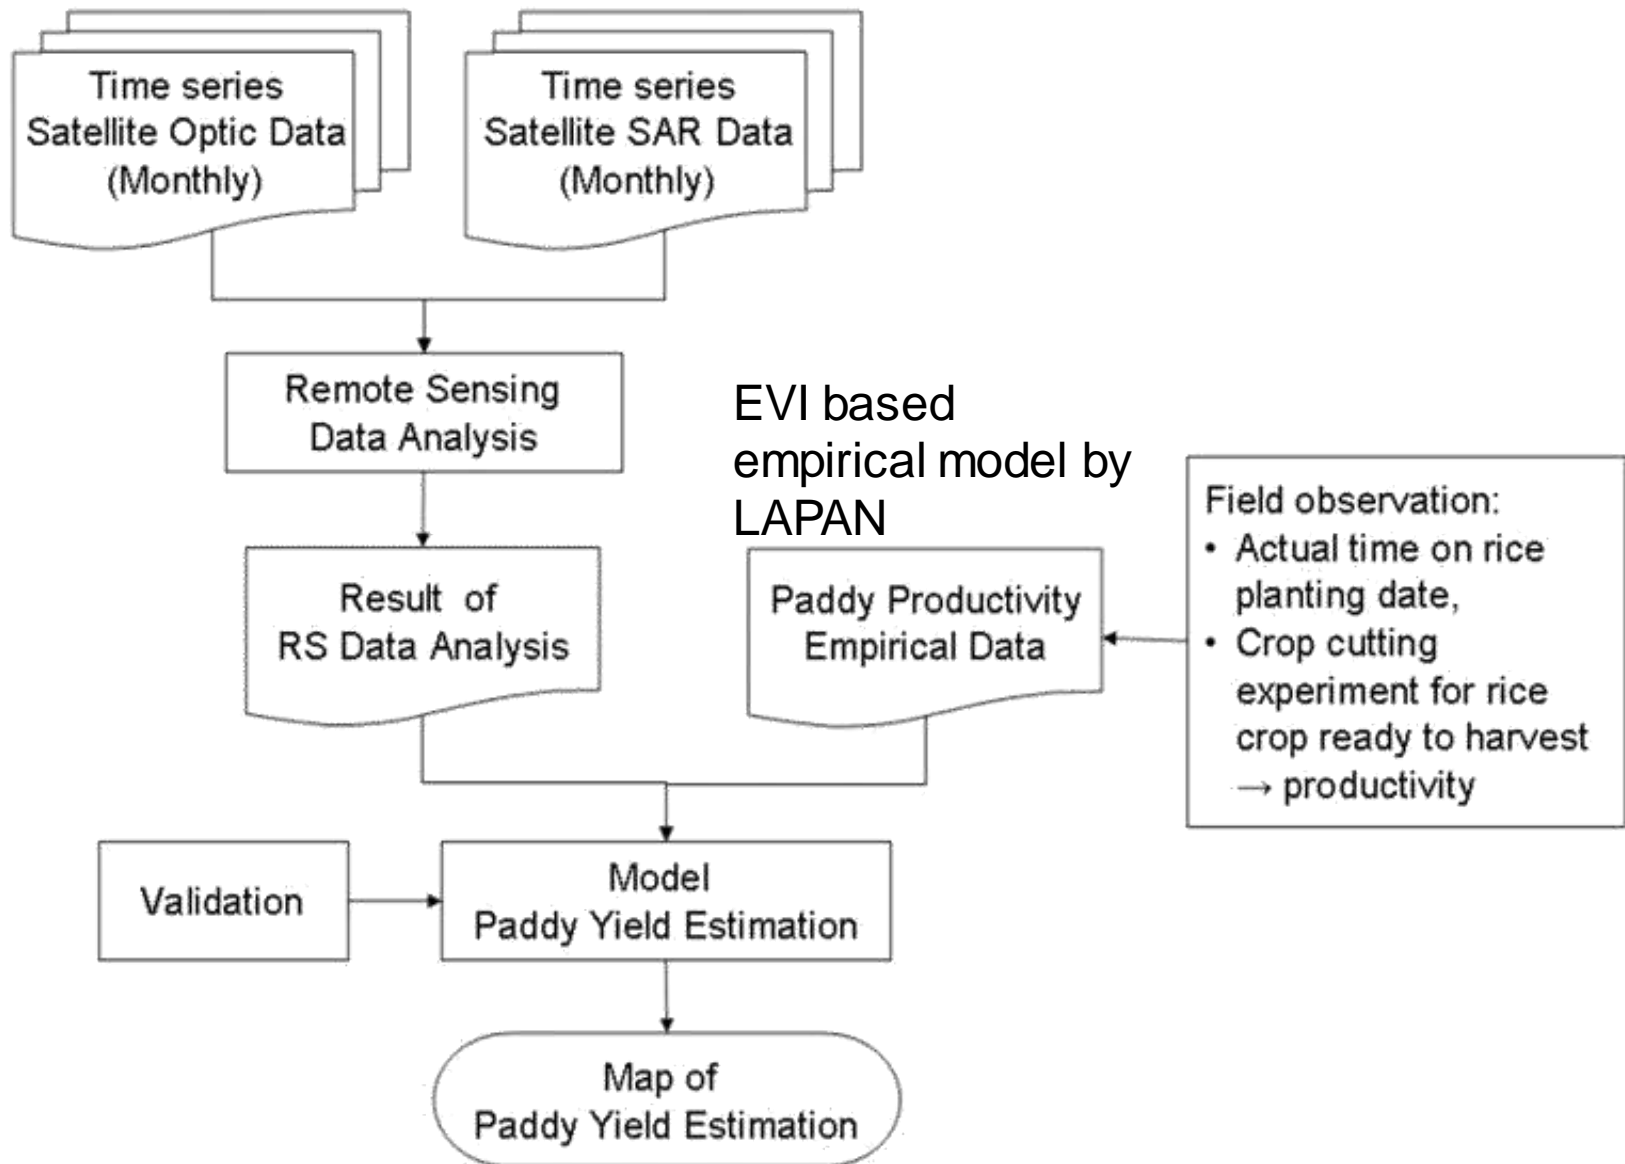 Time series
Satellite Optic Data
(Monthly)
Time series
Satellite SAR Data
(Monthly)
Remote Sensing
Data Analysis
EVI based
empirical model by
LAPAN
Result of
RS Data Analysis
Paddy Productivity
Empirical Data
Field observation:
• Actual time on rice
planting date,
• Crop cutting
experiment for rice
crop ready to harvest
→ productivity
Validation
Model
Paddy Yield Estimation
Map of
Paddy Yield Estimation